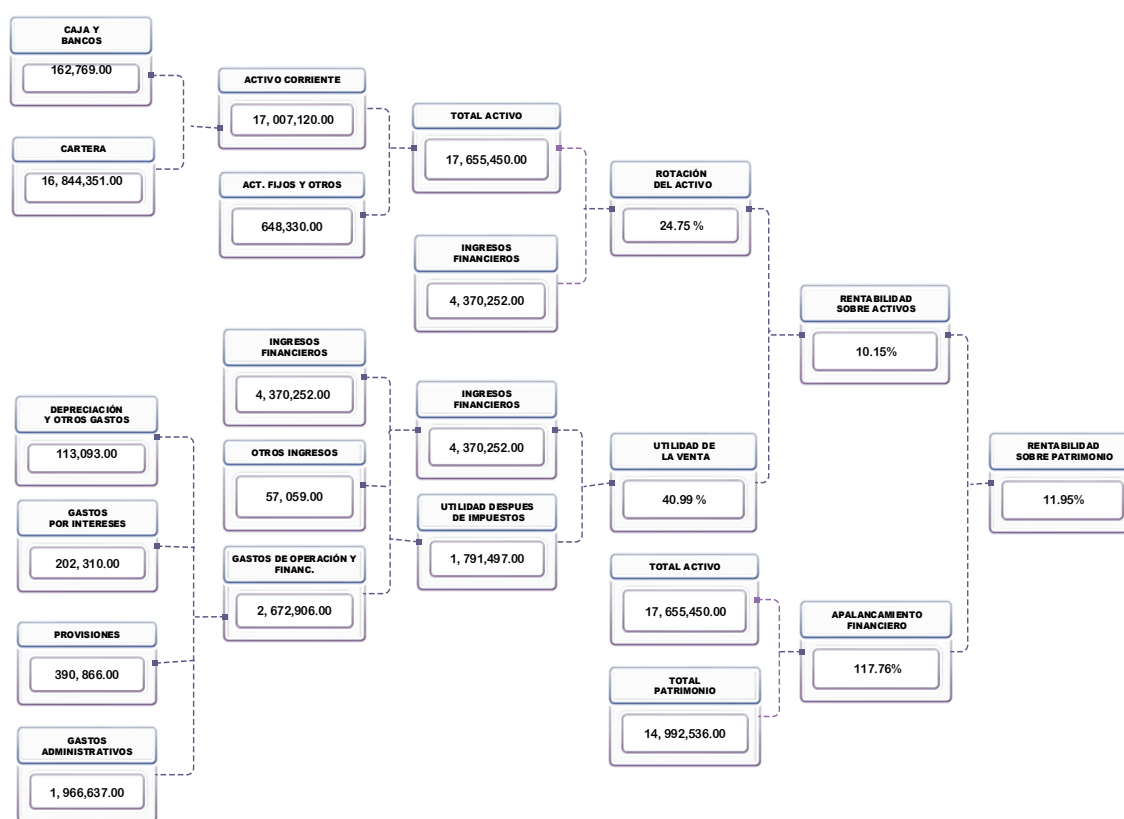 CAJA Y
BANCOS
162,769.00
CARTERA
16, 844,351.00
ACTIVO CORRIENTE
17, 007,120.00
ACT. FIJOS Y OTROS
648,330.00
TOTAL ACTIVO
17, 655,450.00
INGRESOS
FINANCIEROS
4, 370,252.00
ROTACIÓN
DEL ACTIVO
24.75 %
RENTABILIDAD
SOBRE ACTIVOS
10.15%
INGRESOS
FINANCIEROS
4, 370,252.00
OTROS INGRESOS
57, 059.00
GASTOS DE OPERACIÓN Y
FINANC.
2, 672,906.00
DEPRECIACIÓN
Y OTROS GASTOS
113,093.00
GASTOS
POR INTERESES
202, 310.00
PROVISIONES
390, 866.00
GASTOS
ADMINISTRATIVOS
1, 966,637.00
INGRESOS
FINANCIEROS
4, 370,252.00
UTILIDAD DESPUES
DE IMPUESTOS
1, 791,497.00
UTILIDAD DE
LA VENTA
40.99 %
TOTAL ACTIVO
17, 655,450.00
TOTAL
PATRIMONIO
14, 992,536.00
APALANCAMIENTO
FINANCIERO
117.76%
RENTABILIDAD
SOBRE PATRIMONIO
11.95%